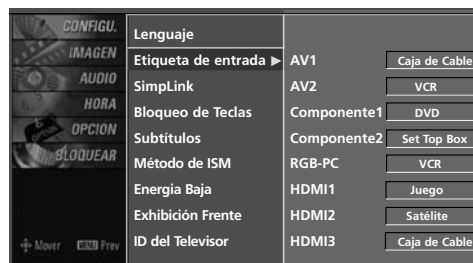 CONFIGU.
IMAGEN
AUDIO
HORA
OPCION
BLOQUEAR
Mover MENU Prev
Lenguaje
Etiqueta de entrada ▶
SimpLink
Bloqueo de Teclas
Subtítulos
Método de ISM
Energia Baja
Exhibición Frente
ID del Televisor
AV1 Caja de Cable
AV2 VCR
Componente1 DVD
Componente2 Set Top Box
RGB-PC VCR
HDMI1 Juego
HDMI2 Satélite
HDMI3 Caja de Cable